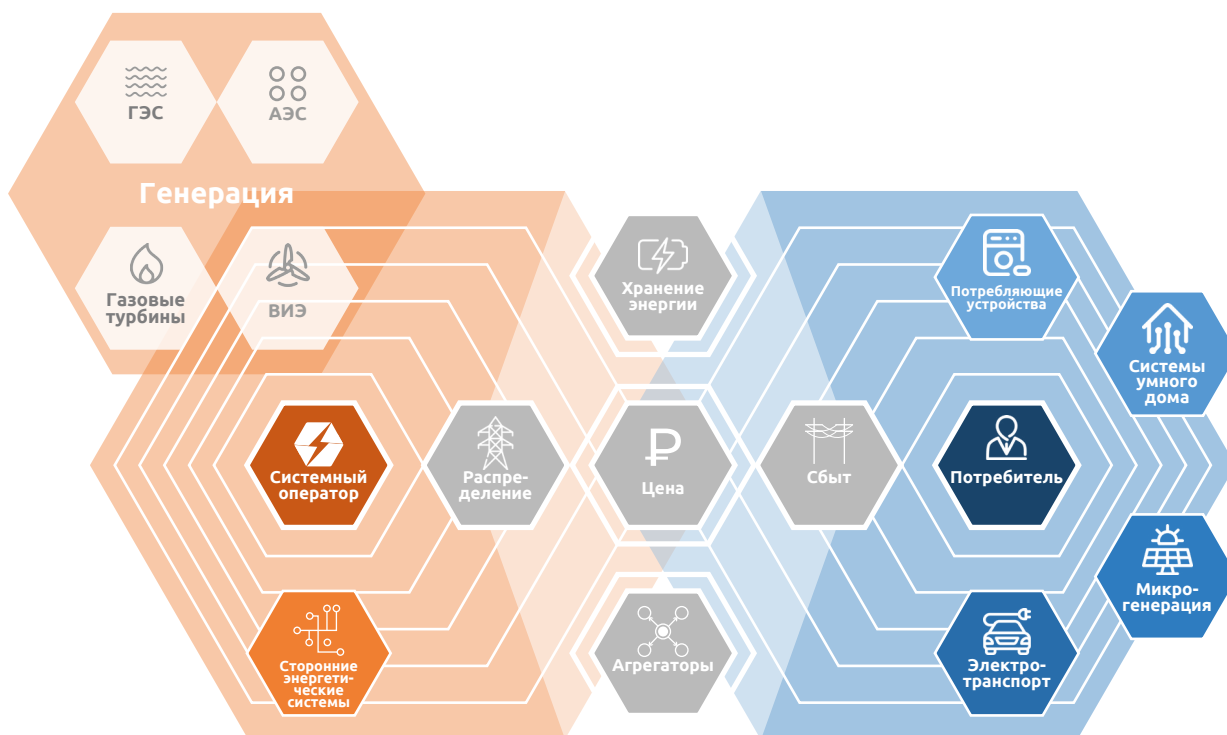 ГЭС
АЭС
Генерация
Газовые
турбины
ВИЭ
Хранение
энергии
Потребляющие
устройства
Системы
умного
дома
Системный
оператор
Распре-
деление
Цена
Сбыт
Потребитель
Микро-
генерация
Сторонние
энергети-
ческие
системы
Агрегаторы
Электро-
транспорт